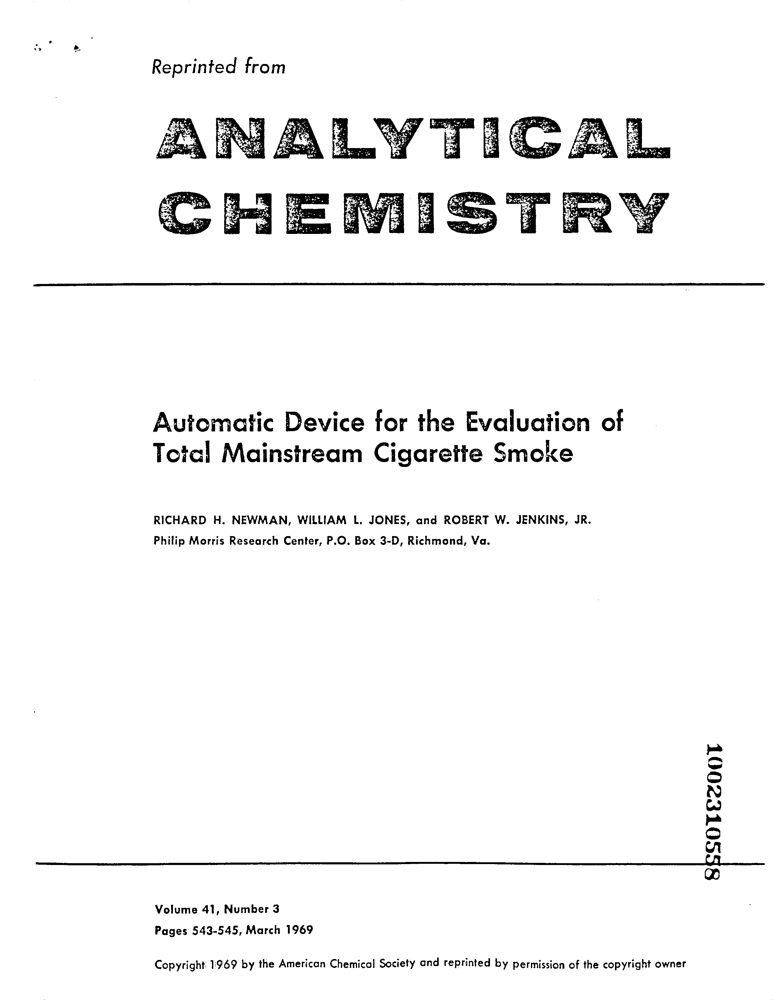 Reprinted from
ANALYTICAL
CHEMISTRY
Automatic Device for the Evaluation of
Total Mainstream Cigarette Smoke
RICHARD H. NEWMAN, WILLIAM L. JONES, and ROBERT W. JENKINS, JR.
Philip Morris Research Center, P.O. Box 3-D, Richmond, Va.
1002310558
Volume 41, Number 3
Pages 543-545, March 1969
Copyright 1969 by the American Chemical Society and reprinted by permission of the copyright owner